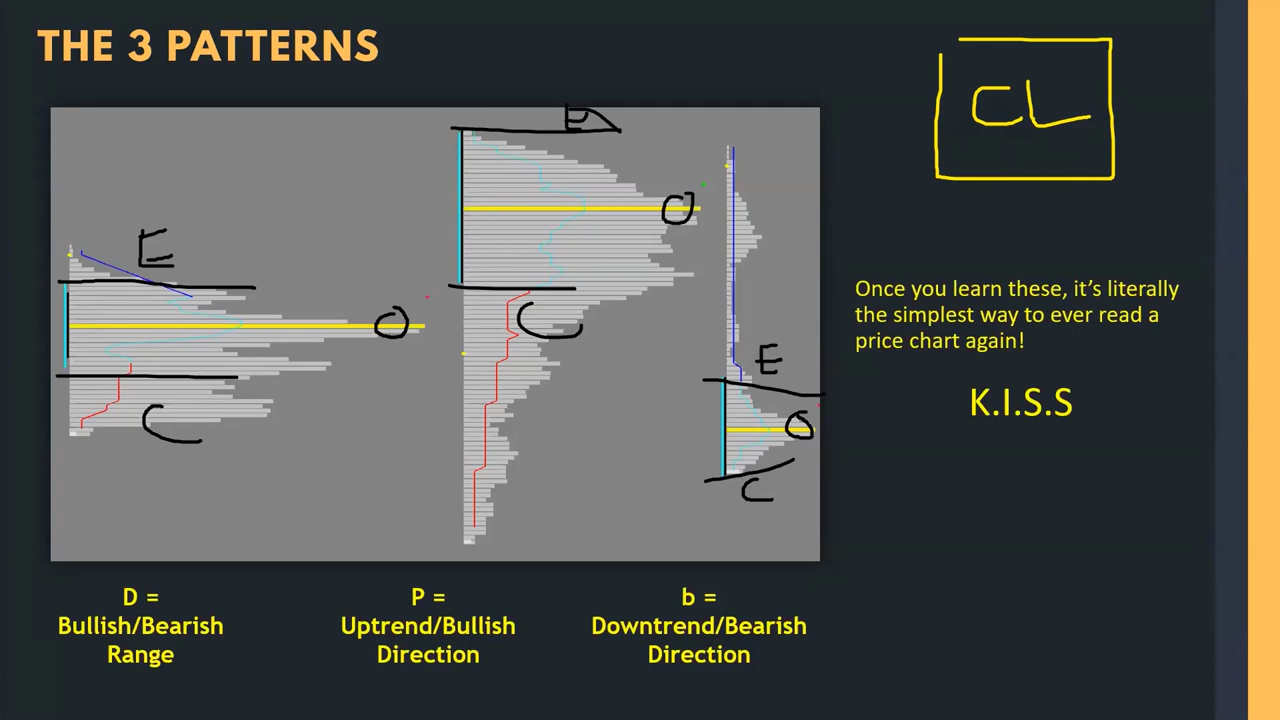 THE 3 PATTERNS
CL
E
O
C
E
O
C
E
O
C
Once you learn these, it’s literally
the simplest way to ever read a
price chart again!
K.I.S.S
D =
Bullish/Bearish
Range
P =
Uptrend/Bullish
Direction
b =
Downtrend/Bearish
Direction